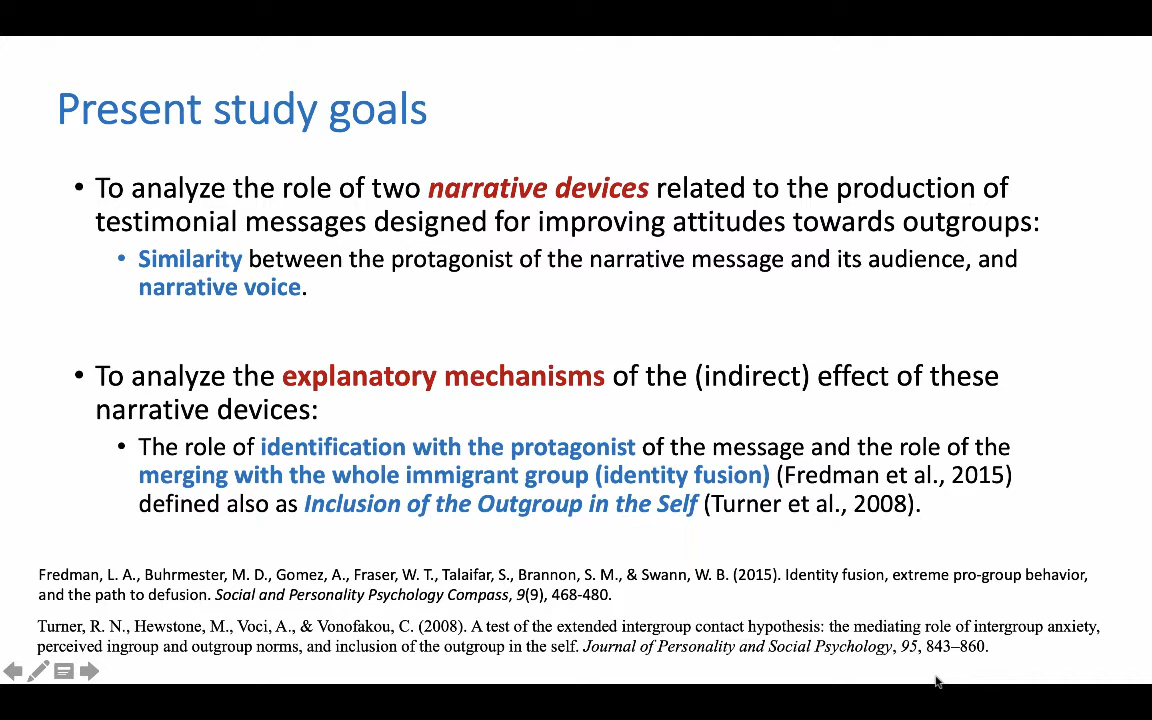 Present study goals
• To analyze the role of two narrative devices related to the production of
testimonial messages designed for improving attitudes towards outgroups:
• Similarity between the protagonist of the narrative message and its audience, and
narrative voice.
• To analyze the explanatory mechanisms of the (indirect) effect of these
narrative devices:
• The role of identification with the protagonist of the message and the role of the
merging with the whole immigrant group (identity fusion) (Fredman et al., 2015)
defined also as Inclusion of the Outgroup in the Self (Turner et al., 2008).
Fredman, L. A., Buhrmester, M. D., Gomez, A., Fraser, W. T., Talaifar, S., Brannon, S. M., & Swann, W. B. (2015). Identity fusion, extreme pro-group behavior,
and the path to defusion. Social and Personality Psychology Compass, 9(9), 468-480.
Turner, R. N., Hewstone, M., Voci, A., & Vonofakou, C. (2008). A test of the extended intergroup contact hypothesis: the mediating role of intergroup anxiety,
perceived ingroup and outgroup norms, and inclusion of the outgroup in the self. Journal of Personality and Social Psychology, 95, 843–860.